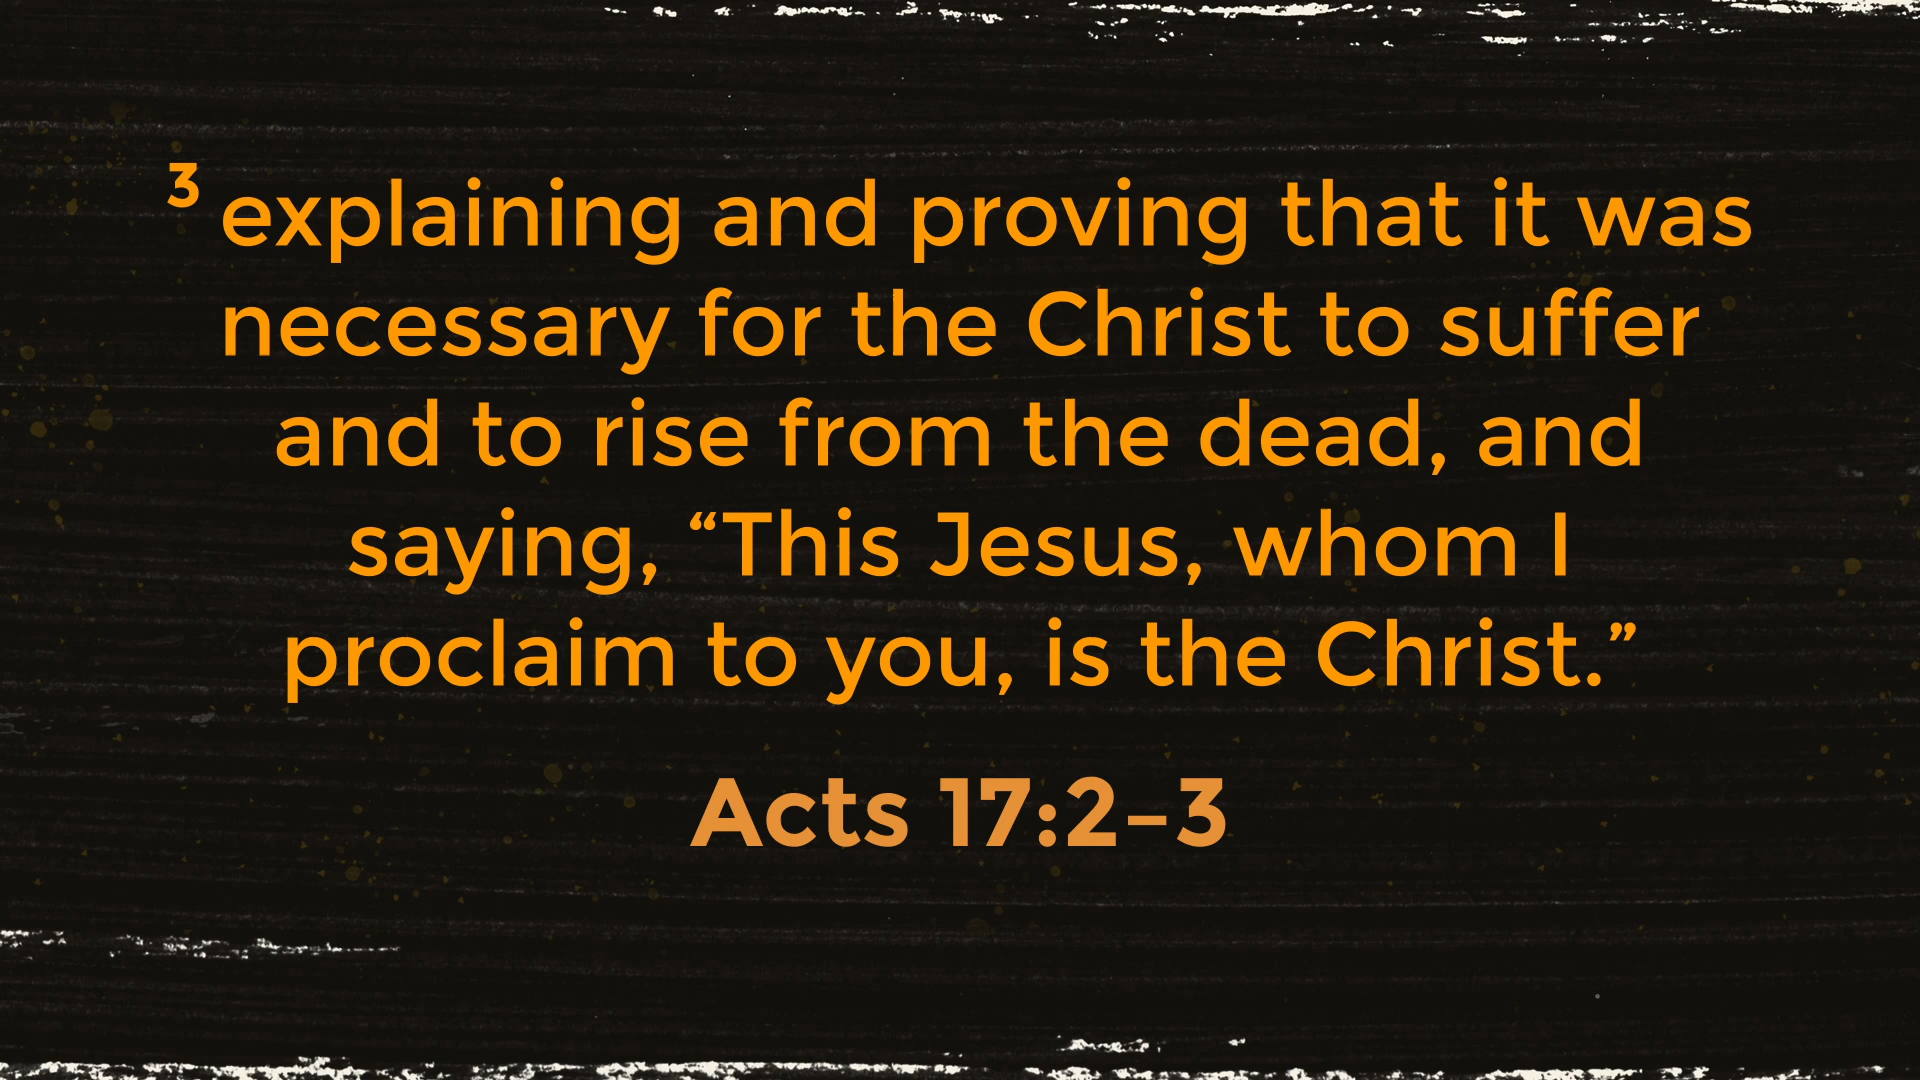 ³ explaining and proving that it was
necessary for the Christ to suffer
and to rise from the dead, and
saying, “This Jesus, whom I
proclaim to you, is the Christ.”
Acts 17:2–3